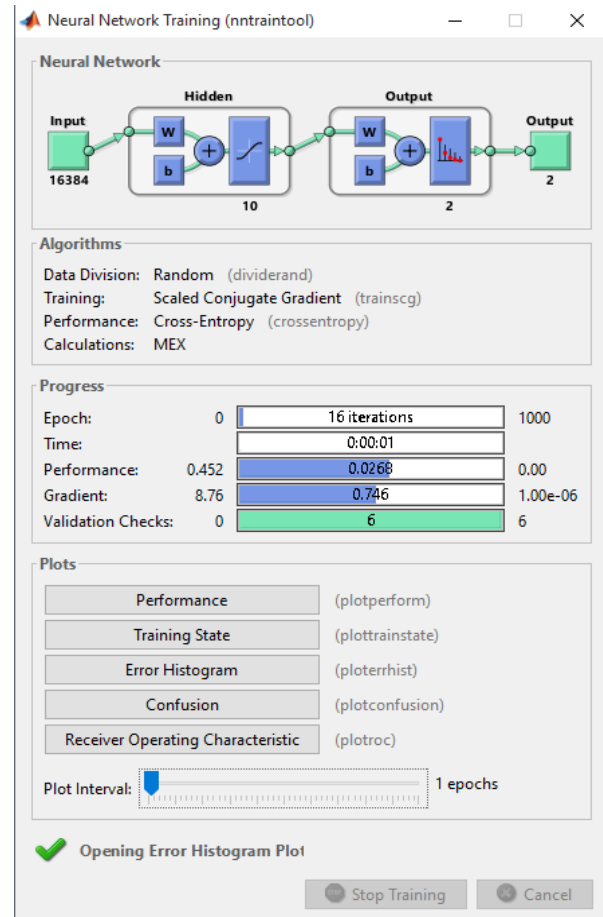 Neural Network Training (nntraintool)
Neural Network
Hidden
Output
Input
Output
W
W
b
b
16384
10
2
2
Algorithms
Data Division: Random (dividerand)
Training: Scaled Conjugate Gradient (trainscg)
Performance: Cross-Entropy (crossentropy)
Calculations: MEX
Progress
Epoch: 0 16 iterations 1000
Time: 0:00:01
Performance: 0.452 0.0268 0.00
Gradient: 8.76 0.746 1.00e-06
Validation Checks: 0 6 6
Plots
Performance (plotperform)
Training State (plottrainstate)
Error Histogram (ploterrhist)
Confusion (plotconfusion)
Receiver Operating Characteristic (plotroc)
Plot Interval: 1 epochs
Opening Error Histogram Plot
Stop Training Cancel